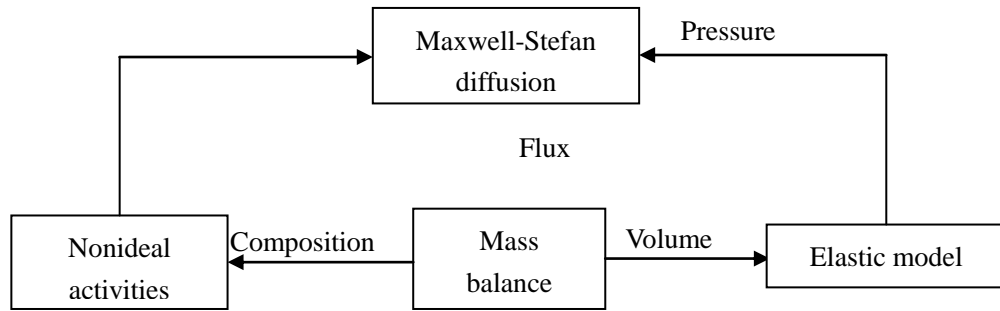 Maxwell-Stefan
diffusion
Pressure
Flux
Nonideal
activities
Composition
Mass
balance
Volume
Elastic model